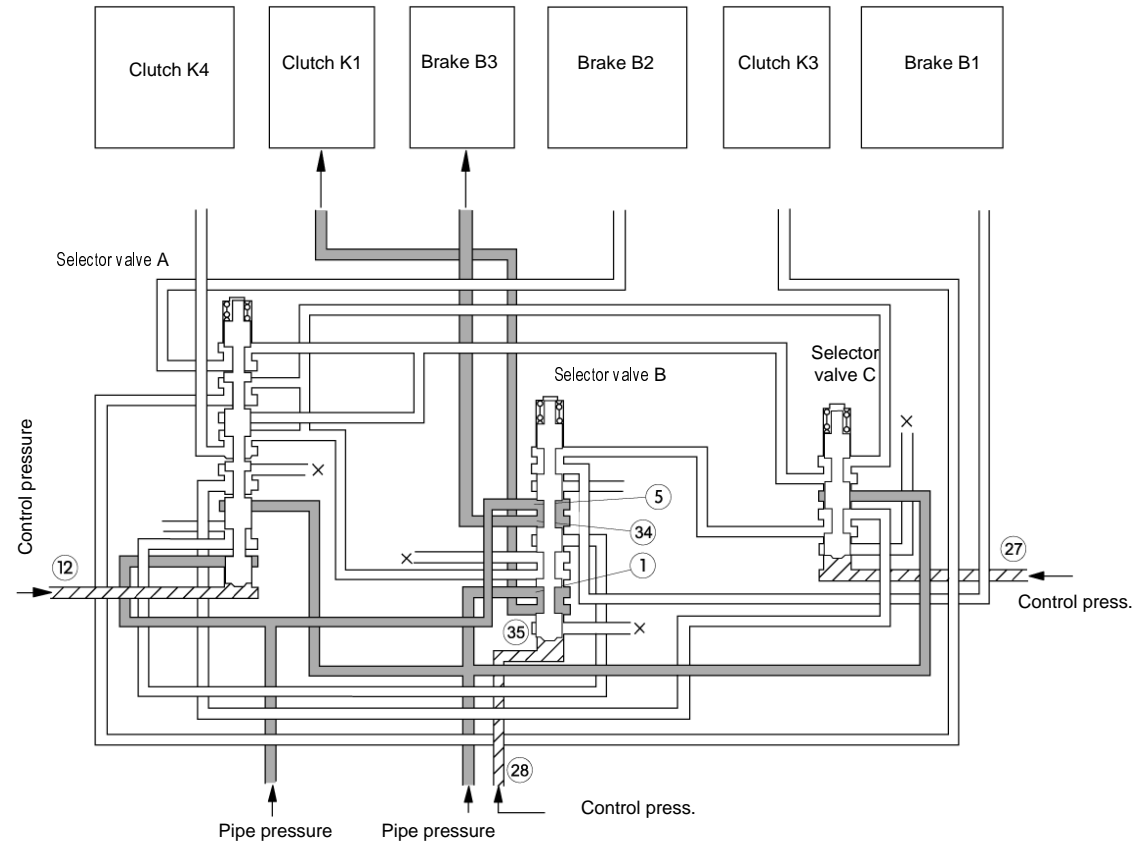 Clutch K4
Clutch K1
Brake B3
Brake B2
Clutch K3
Brake B1
Selector valve A
Selector valve B
Selector
valve C
Control pressure
5
34
1
12
27
35
28
Control press.
Control press.
Pipe pressure
Pipe pressure